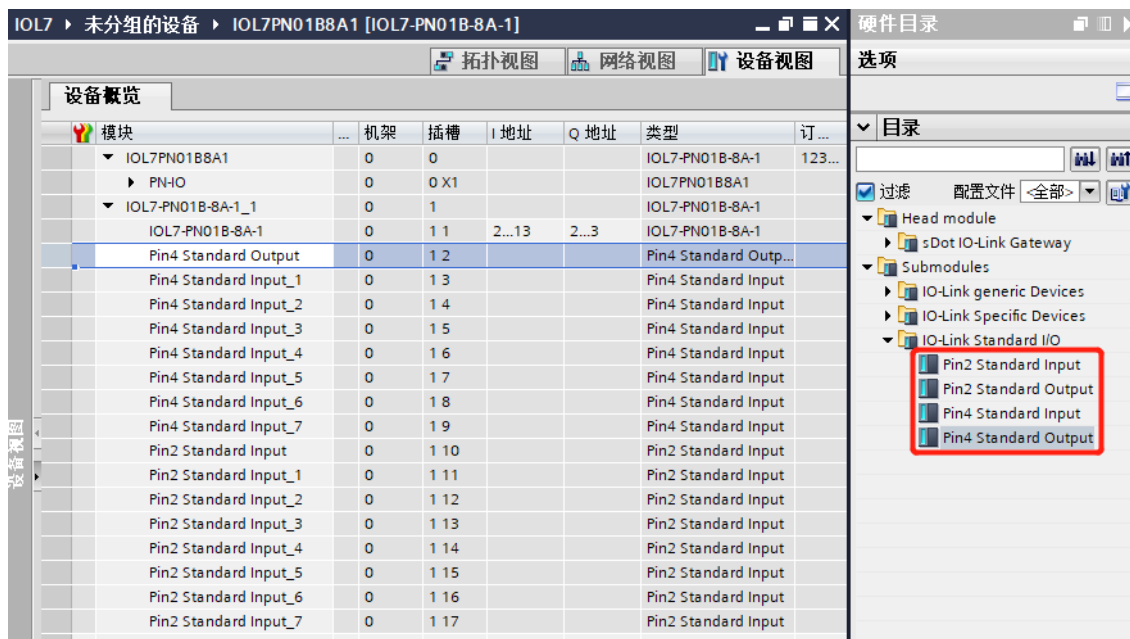 IOL7 ▸ 未分组的设备 ▸ IOL7PN01B8A1 [IOL7-PN01B-8A-1]
拓扑视图 网络视图 设备视图
设备概览
模块 ... 机架 插槽 I 地址 Q 地址 类型 订...
IOL7PN01B8A1 0 0 IOL7-PN01B-8A-1 123...
PN-IO 0 0 X1 IOL7PN01B8A1
IOL7-PN01B-8A-1_1 0 1 IOL7-PN01B-8A-1
IOL7-PN01B-8A-1 0 1 1 2...13 2...3 IOL7-PN01B-8A-1
Pin4 Standard Output 0 1 2 Pin4 Standard Outp...
Pin4 Standard Input_1 0 1 3 Pin4 Standard Input
Pin4 Standard Input_2 0 1 4 Pin4 Standard Input
Pin4 Standard Input_3 0 1 5 Pin4 Standard Input
Pin4 Standard Input_4 0 1 6 Pin4 Standard Input
Pin4 Standard Input_5 0 1 7 Pin4 Standard Input
Pin4 Standard Input_6 0 1 8 Pin4 Standard Input
Pin4 Standard Input_7 0 1 9 Pin4 Standard Input
Pin2 Standard Input 0 1 10 Pin2 Standard Input
Pin2 Standard Input_1 0 1 11 Pin2 Standard Input
Pin2 Standard Input_2 0 1 12 Pin2 Standard Input
Pin2 Standard Input_3 0 1 13 Pin2 Standard Input
Pin2 Standard Input_4 0 1 14 Pin2 Standard Input
Pin2 Standard Input_5 0 1 15 Pin2 Standard Input
Pin2 Standard Input_6 0 1 16 Pin2 Standard Input
Pin2 Standard Input_7 0 1 17 Pin2 Standard Input
设备视图
硬件目录
选项
目录
过滤 配置文件 <全部>
Head module
sDot IO-Link Gateway
Submodules
IO-Link generic Devices
IO-Link Specific Devices
IO-Link Standard I/O
Pin2 Standard Input
Pin2 Standard Output
Pin4 Standard Input
Pin4 Standard Output